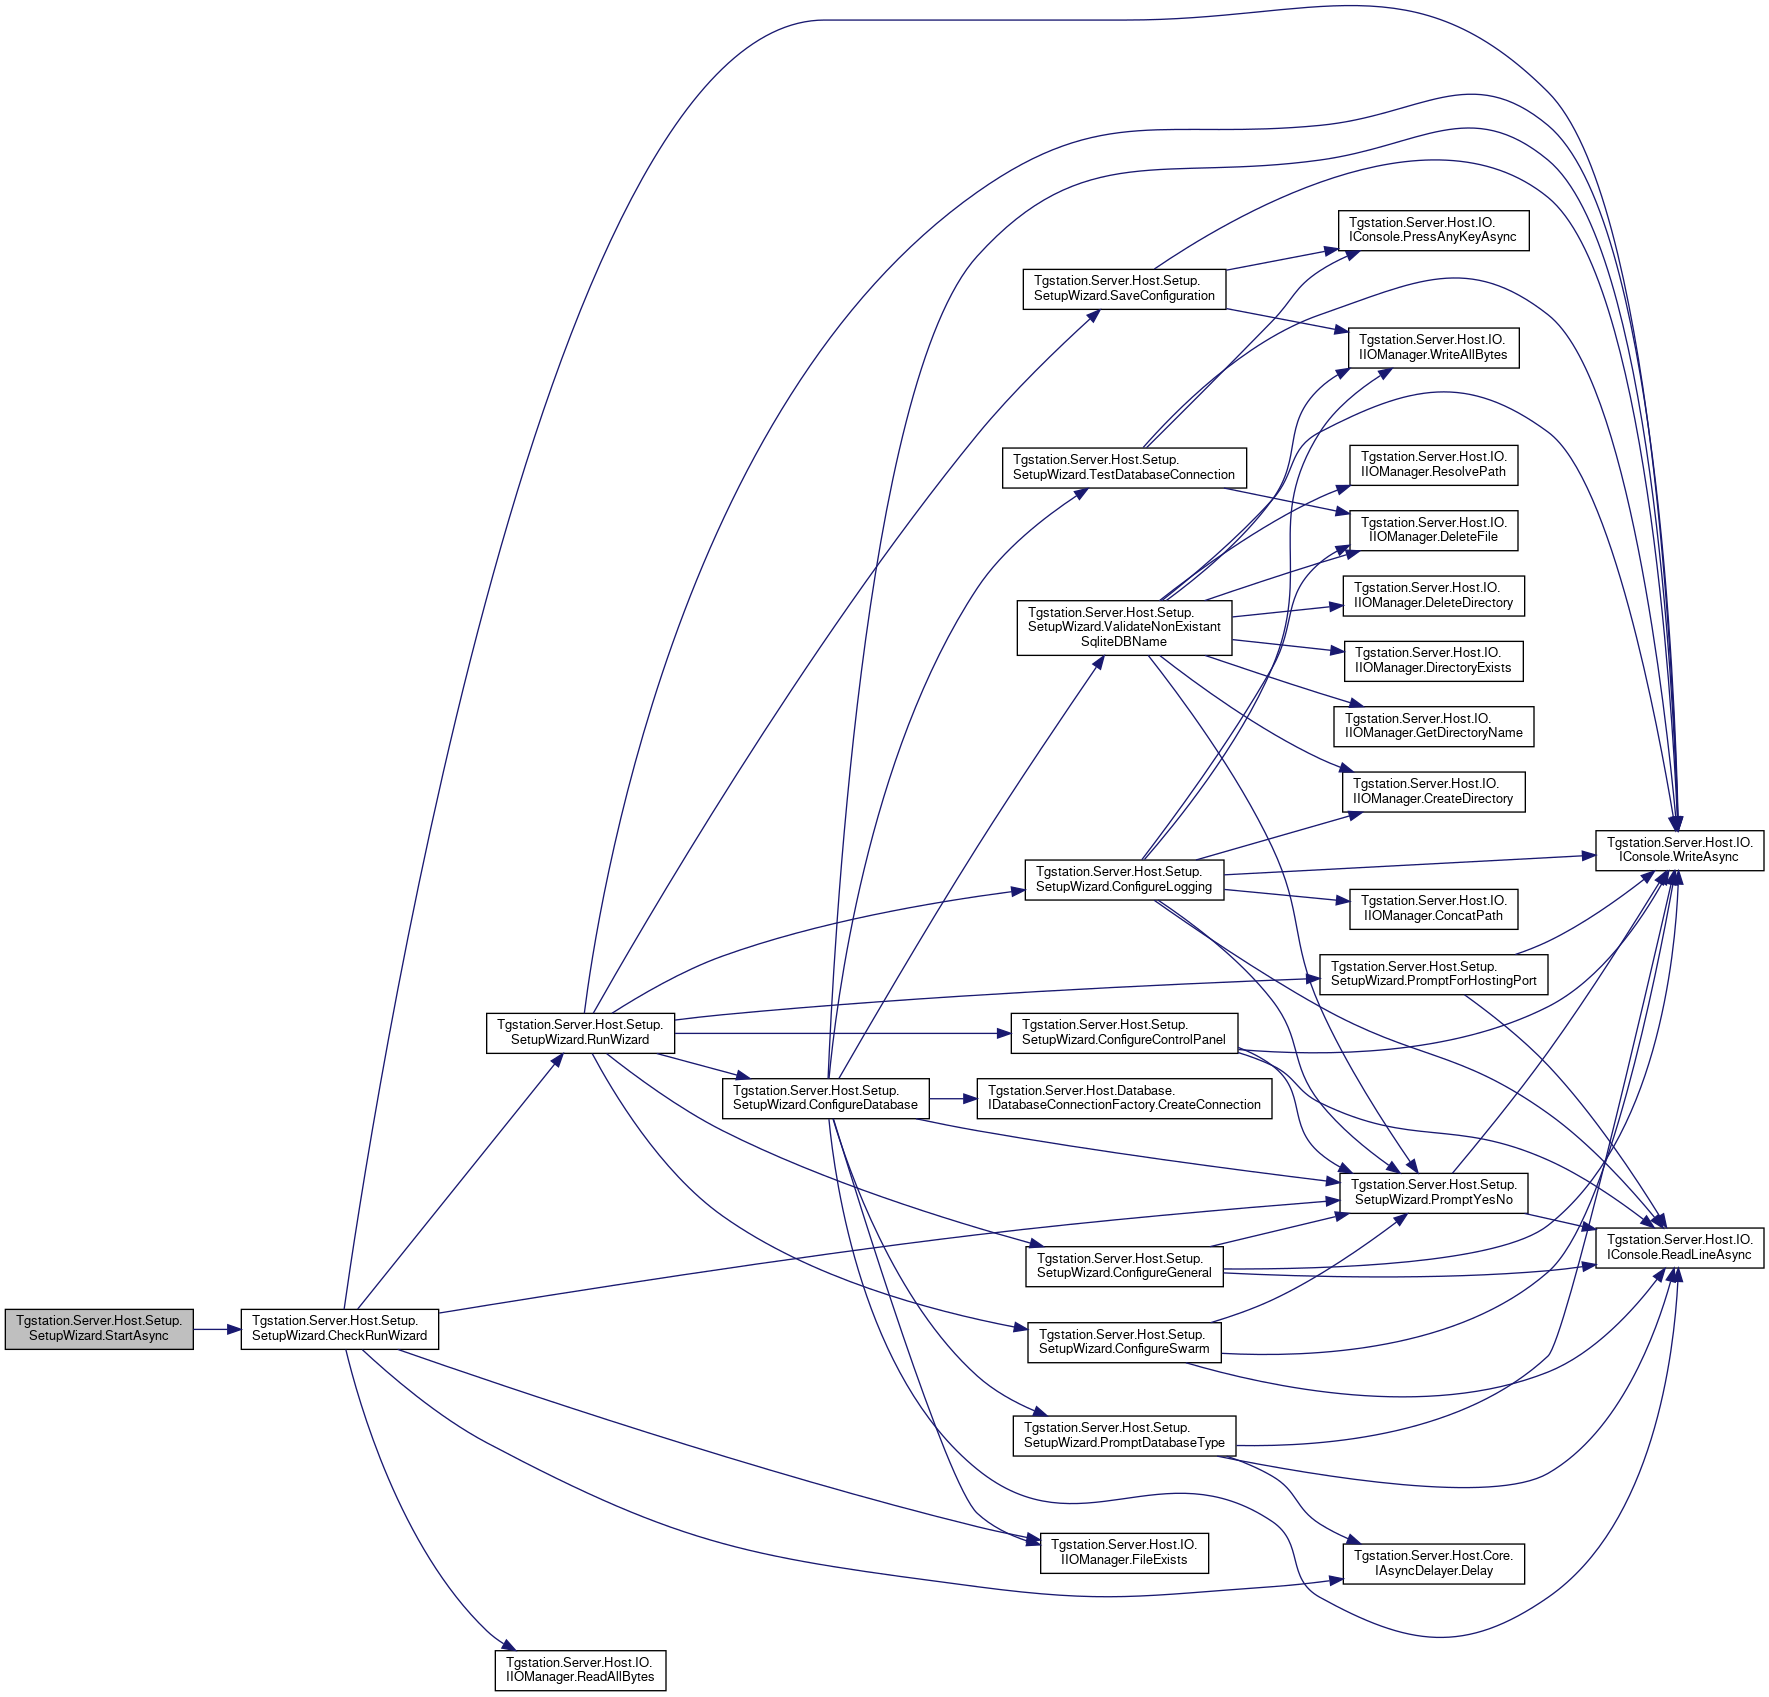 Tgstation.Server.Host.Setup.
SetupWizard.StartAsync
Tgstation.Server.Host.Setup.
SetupWizard.CheckRunWizard
Tgstation.Server.Host.Setup.
SetupWizard.RunWizard
Tgstation.Server.Host.IO.
IIOManager.ReadAllBytes
Tgstation.Server.Host.Setup.
SetupWizard.ConfigureDatabase
Tgstation.Server.Host.Setup.
SetupWizard.SaveConfiguration
Tgstation.Server.Host.Setup.
SetupWizard.TestDatabaseConnection
Tgstation.Server.Host.Setup.
SetupWizard.ValidateNonExistant
SqliteDBName
Tgstation.Server.Host.Setup.
SetupWizard.ConfigureLogging
Tgstation.Server.Host.Setup.
SetupWizard.ConfigureControlPanel
Tgstation.Server.Host.Database.
IDatabaseConnectionFactory.CreateConnection
Tgstation.Server.Host.Setup.
SetupWizard.ConfigureGeneral
Tgstation.Server.Host.Setup.
SetupWizard.ConfigureSwarm
Tgstation.Server.Host.Setup.
SetupWizard.PromptDatabaseType
Tgstation.Server.Host.IO.
IIOManager.FileExists
Tgstation.Server.Host.IO.
IConsole.PressAnyKeyAsync
Tgstation.Server.Host.IO.
IIOManager.WriteAllBytes
Tgstation.Server.Host.IO.
IIOManager.ResolvePath
Tgstation.Server.Host.IO.
IIOManager.DeleteFile
Tgstation.Server.Host.IO.
IIOManager.DeleteDirectory
Tgstation.Server.Host.IO.
IIOManager.DirectoryExists
Tgstation.Server.Host.IO.
IIOManager.GetDirectoryName
Tgstation.Server.Host.IO.
IIOManager.CreateDirectory
Tgstation.Server.Host.IO.
IIOManager.ConcatPath
Tgstation.Server.Host.Setup.
SetupWizard.PromptForHostingPort
Tgstation.Server.Host.Setup.
SetupWizard.PromptYesNo
Tgstation.Server.Host.Core.
IAsyncDelayer.Delay
Tgstation.Server.Host.IO.
IConsole.WriteAsync
Tgstation.Server.Host.IO.
IConsole.ReadLineAsync